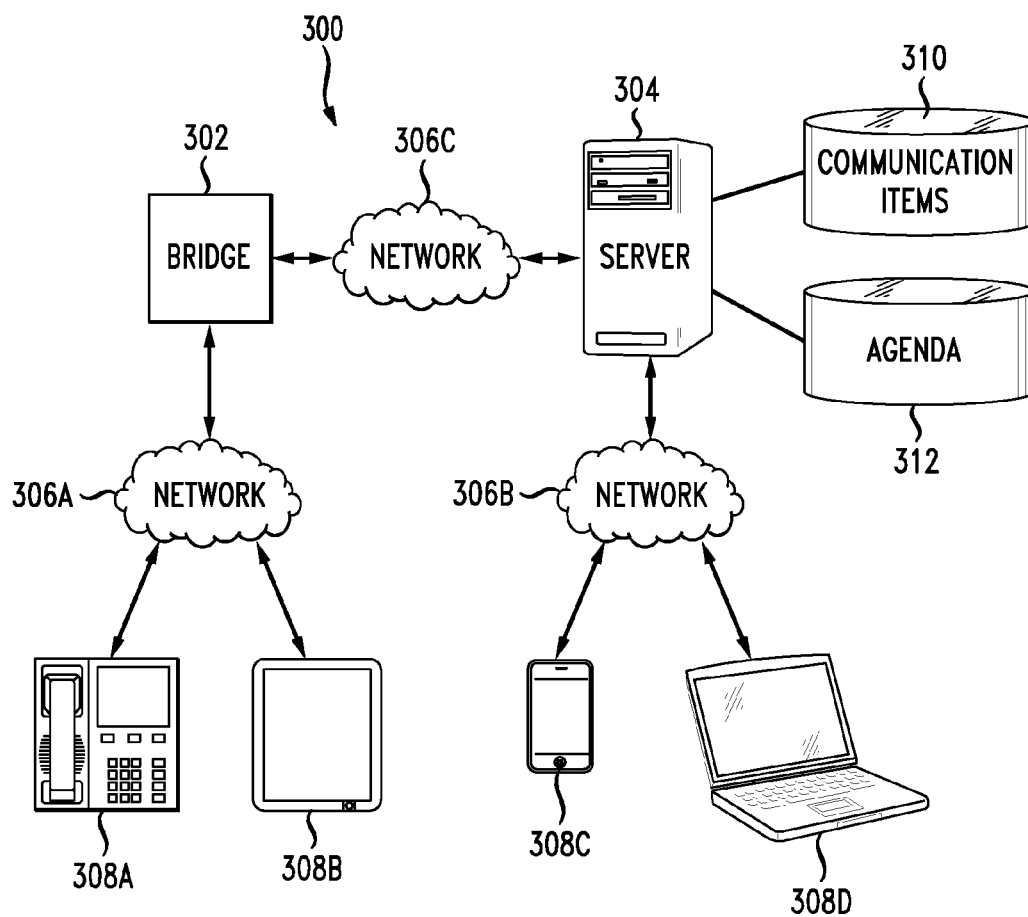 300
310
304
302
306C
COMMUNICATION
ITEMS
BRIDGE
NETWORK
SERVER
AGENDA
312
306A
NETWORK
306B
NETWORK
308A
308B
308C
308D